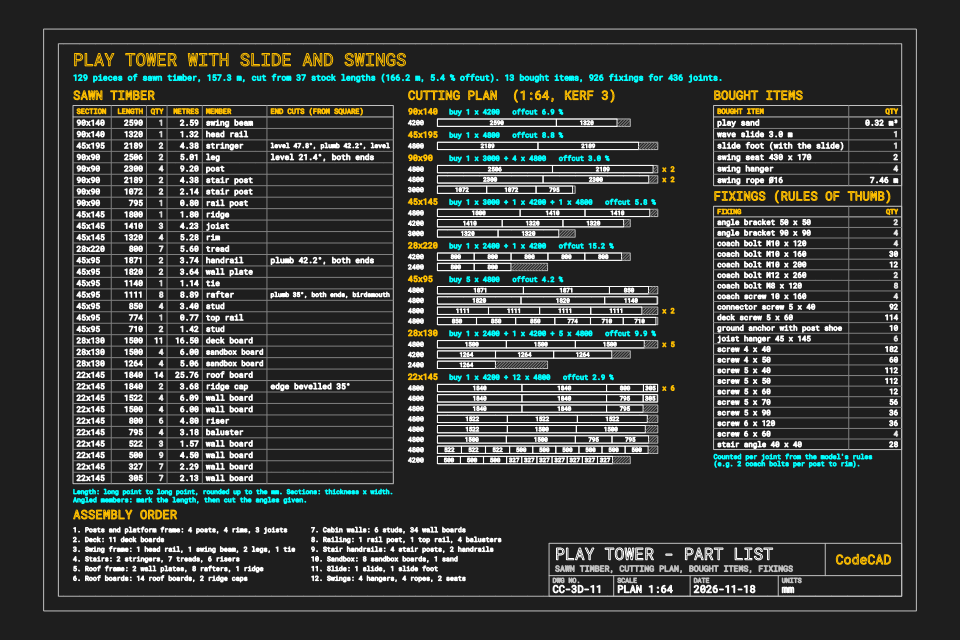 PLAY TOWER WITH SLIDE AND SWINGS
129 pieces of sawn timber, 157.3 m, cut from 37 stock lengths (166.2 m, 5.4 % offcut). 13 bought items, 926 fixings for 436 joints.
SAWN TIMBER
SECTION LENGTH QTY METRES MEMBER END CUTS (FROM SQUARE)
90x140 2590 1 2.59 swing beam
90x140 1320 1 1.32 head rail
45x195 2189 2 4.38 stringer level 47.8°, plumb 42.2°, level
90x90 2506 2 5.01 leg level 21.4°, both ends
90x90 2300 4 9.20 post
90x90 2189 2 4.38 stair post
90x90 1072 2 2.14 stair post
90x90 795 1 0.80 rail post
45x145 1800 1 1.80 ridge
45x145 1410 3 4.23 joist
45x145 1320 4 5.28 rim
28x220 800 7 5.60 tread
45x95 1871 2 3.74 handrail plumb 42.2°, both ends
45x95 1820 2 3.64 wall plate
45x95 1140 1 1.14 tie
45x95 1111 8 8.89 rafter plumb 35°, both ends, birdsmouth
45x95 850 4 3.40 stud
45x95 774 1 0.77 top rail
45x95 710 2 1.42 stud
28x130 1500 11 16.50 deck board
28x130 1500 4 6.00 sandbox board
28x130 1264 4 5.06 sandbox board
22x145 1840 14 25.76 roof board
22x145 1840 2 3.68 ridge cap edge bevelled 35°
22x145 1522 4 6.09 wall board
22x145 1500 4 6.00 wall board
22x145 800 6 4.80 riser
22x145 795 4 3.18 baluster
22x145 522 3 1.57 wall board
22x145 500 9 4.50 wall board
22x145 327 7 2.29 wall board
22x145 305 7 2.13 wall board
Length: long point to long point, rounded up to the mm. Sections: thickness x width.
Angled members: mark the length, then cut the angles given.
CUTTING PLAN (1:64, KERF 3)
90x140 buy 1 x 4200 offcut 6.9 %
4200 2590 1320
45x195 buy 1 x 4800 offcut 8.8 %
4800 2189 2189
90x90 buy 1 x 3000 + 4 x 4800 offcut 3.0 %
4800 2506 2189 x 2
4800 2300 2300 x 2
3000 1072 1072 795
45x145 buy 1 x 3000 + 1 x 4200 + 1 x 4800 offcut 5.8 %
4800 1800 1410 1410
4200 1410 1320 1320
3000 1320 1320
28x220 buy 1 x 2400 + 1 x 4200 offcut 15.2 %
4200 800 800 800 800 800
2400 800 800
45x95 buy 5 x 4800 offcut 4.2 %
4800 1871 1871 850
4800 1820 1820 1140
4800 1111 1111 1111 1111 x 2
4800 850 850 850 774 710 710
28x130 buy 1 x 2400 + 1 x 4200 + 5 x 4800 offcut 9.9 %
4800 1500 1500 1500 x 5
4200 1264 1264 1264
2400 1264
22x145 buy 1 x 4200 + 12 x 4800 offcut 2.9 %
4800 1840 1840 800 305 x 6
4800 1840 1840 795 305
4800 1840 1840 795
4800 1522 1522 1522
4800 1522 1500 1500
4800 1500 1500 795 795
4800 522 522 522 500 500 500 500 500 500
4200 500 500 500 327 327 327 327 327 327 327
BOUGHT ITEMS
BOUGHT ITEM QTY
play sand 0.32 m³
wave slide 3.0 m 1
slide foot (with the slide) 1
swing seat 430 x 170 2
swing hanger 4
swing rope Ø16 7.46 m
FIXINGS (RULES OF THUMB)
FIXING QTY
angle bracket 50 x 50 2
angle bracket 90 x 90 4
coach bolt M10 x 120 4
coach bolt M10 x 160 30
coach bolt M10 x 200 12
coach bolt M12 x 260 2
coach bolt M8 x 120 8
coach screw 10 x 160 4
connector screw 5 x 40 92
deck screw 5 x 60 114
ground anchor with post shoe 10
joist hanger 45 x 145 6
screw 4 x 40 182
screw 4 x 50 60
screw 5 x 40 112
screw 5 x 50 112
screw 5 x 60 12
screw 5 x 70 56
screw 5 x 90 36
screw 6 x 120 36
screw 6 x 60 4
stair angle 40 x 40 28
Counted per joint from the model's rules
(e.g. 2 coach bolts per post to rim).
ASSEMBLY ORDER
1. Posts and platform frame: 4 posts, 4 rims, 3 joists
2. Deck: 11 deck boards
3. Swing frame: 1 head rail, 1 swing beam, 2 legs, 1 tie
4. Stairs: 2 stringers, 7 treads, 6 risers
5. Roof frame: 2 wall plates, 8 rafters, 1 ridge
6. Roof boards: 14 roof boards, 2 ridge caps
7. Cabin walls: 6 studs, 34 wall boards
8. Railing: 1 rail post, 1 top rail, 4 balusters
9. Stair handrails: 4 stair posts, 2 handrails
10. Sandbox: 8 sandbox boards, 1 sand
11. Slide: 1 slide, 1 slide foot
12. Swings: 4 hangers, 4 ropes, 2 seats
PLAY TOWER - PART LIST
SAWN TIMBER, CUTTING PLAN, BOUGHT ITEMS, FIXINGS
CodeCAD
DWG NO. SCALE DATE UNITS
CC-3D-11 PLAN 1:64 2026-11-18 mm